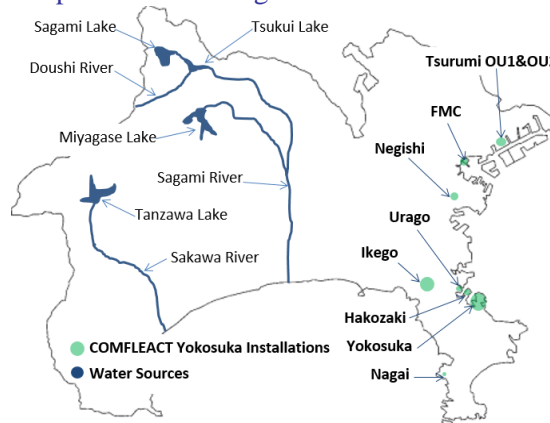 Sagami Lake
Tsukui Lake
Doushi River
Tsurumi OU1&OU2
FMC
Miyagase Lake
Negishi
Sagami River
Tanzawa Lake
Urago
Ikego
Sakawa River
Hakozaki
COMFLEACT Yokosuka Installations
Yokosuka
Water Sources
Nagai